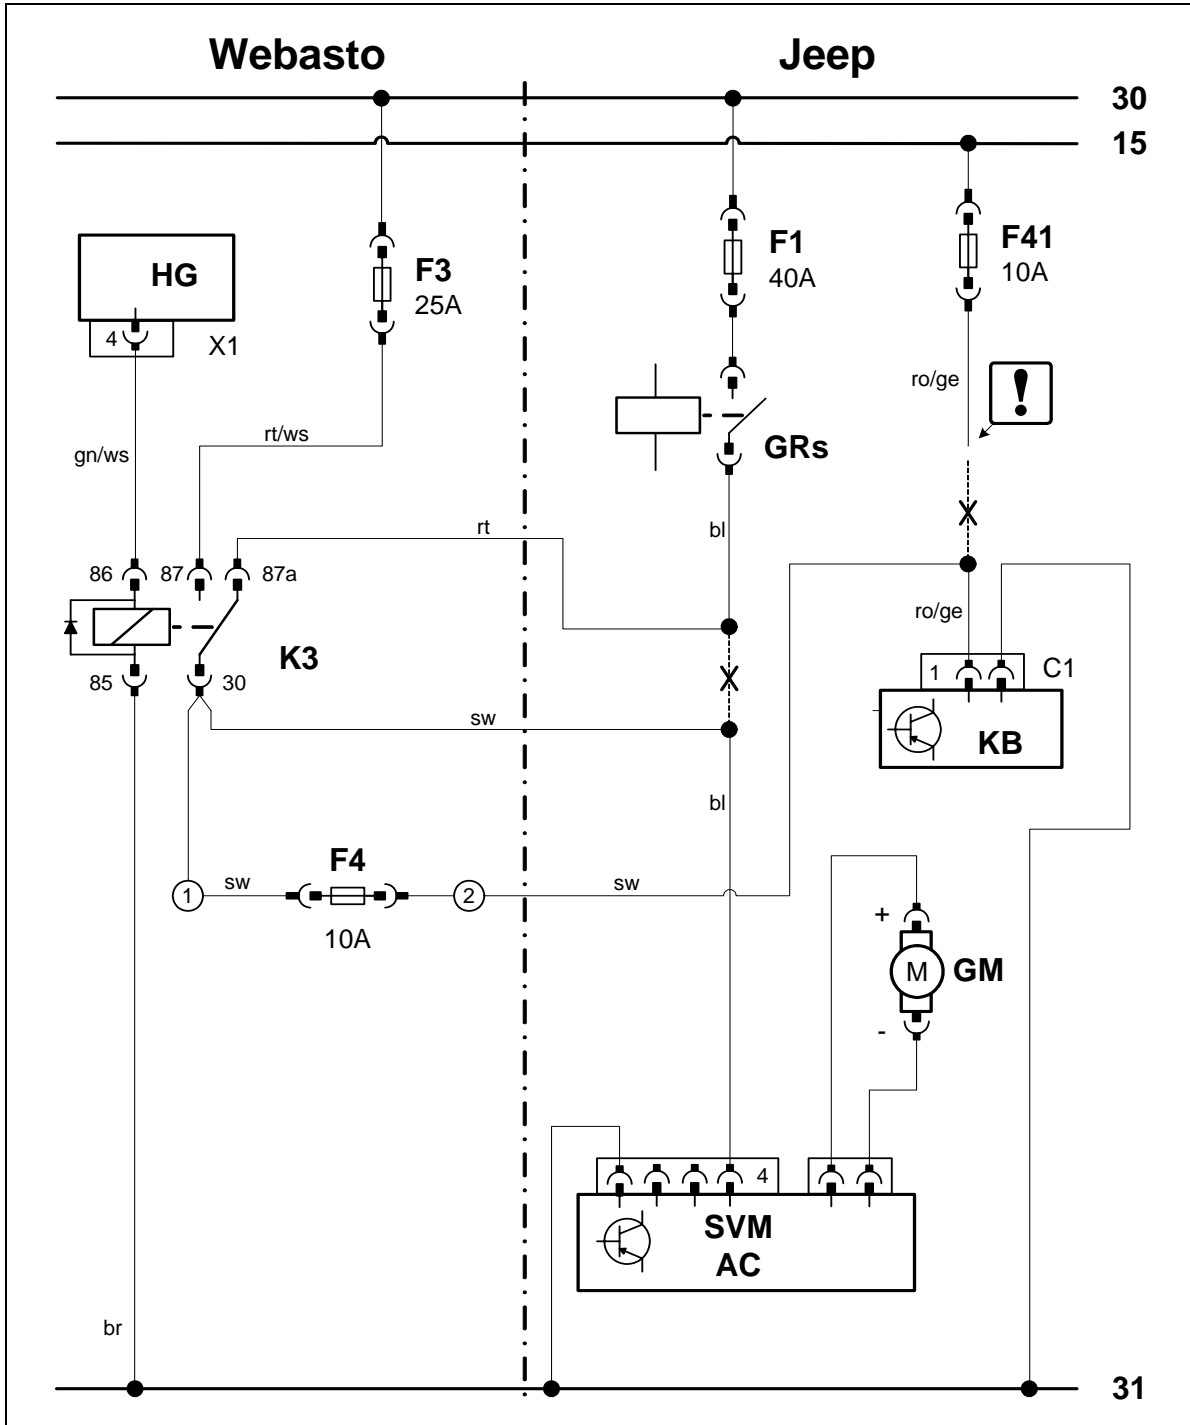 Webasto
Jeep
30
15
F1
40A
F41
10A
HG
F3
25A
4
X1
ro/ge
!
rt/ws
gn/ws
GRs
rt
bl
86
87
87a
ro/ge
K3
85
30
1
C1
sw
KB
bl
F4
1
sw
2
sw
10A
+
M
GM
-
4
SVM
AC
br
31